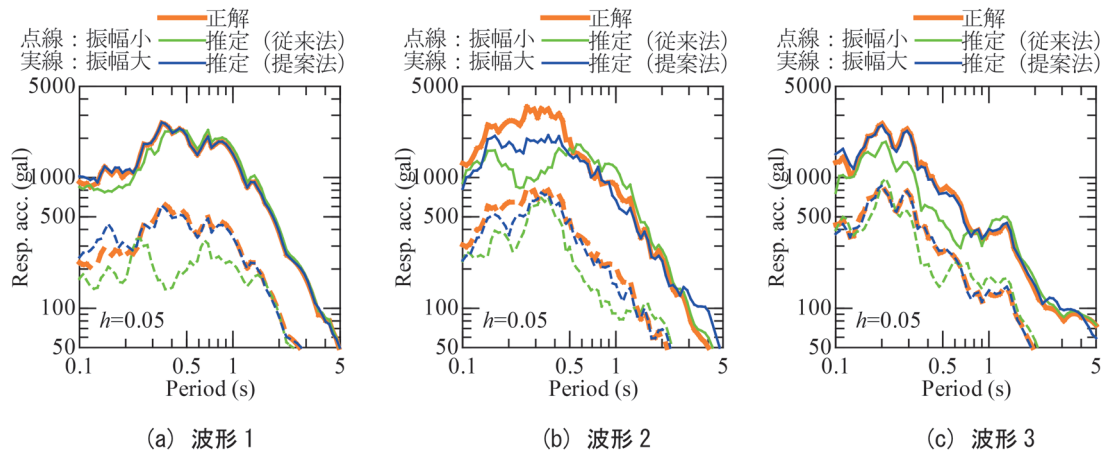 正解
点線：振幅小 推定（従来法）
実線：振幅大 推定（提案法）
5000
1000
500
100
50
Resp. acc. (gal)
h=0.05
0.1 0.5 1 5
Period (s)
(a) 波形1
正解
点線：振幅小 推定（従来法）
実線：振幅大 推定（提案法）
5000
1000
500
100
50
Resp. acc. (gal)
h=0.05
0.1 0.5 1 5
Period (s)
(b) 波形2
正解
点線：振幅小 推定（従来法）
実線：振幅大 推定（提案法）
5000
1000
500
100
50
Resp. acc. (gal)
h=0.05
0.1 0.5 1 5
Period (s)
(c) 波形3